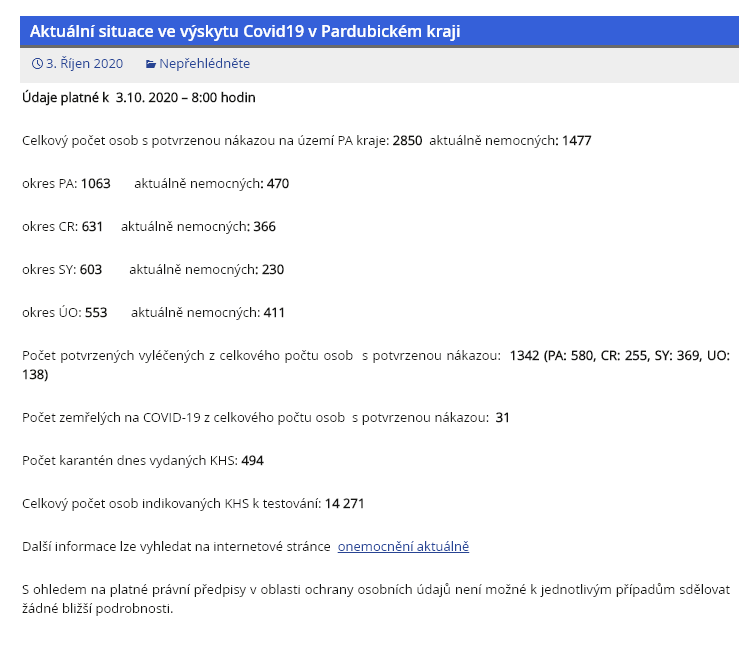 Aktuální situace ve výskytu Covid19 v Pardubickém kraji
3. Říjen 2020 Nepřehlédněte
Údaje platné k 3.10. 2020 – 8:00 hodin
Celkový počet osob s potvrzenou nákazou na území PA kraje: 2850 aktuálně nemocných: 1477
okres PA: 1063 aktuálně nemocných: 470
okres CR: 631 aktuálně nemocných: 366
okres SY: 603 aktuálně nemocných: 230
okres ÚO: 553 aktuálně nemocných: 411
Počet potvrzených vyléčených z celkového počtu osob s potvrzenou nákazou: 1342 (PA: 580, CR: 255, SY: 369, UO:
138)
Počet zemřelých na COVID-19 z celkového počtu osob s potvrzenou nákazou: 31
Počet karantén dnes vydaných KHS: 494
Celkový počet osob indikovaných KHS k testování: 14 271
Další informace lze vyhledat na internetové stránce onemocnění aktuálně
S ohledem na platné právní předpisy v oblasti ochrany osobních údajů není možné k jednotlivým případům sdělovat
žádné bližší podrobnosti.